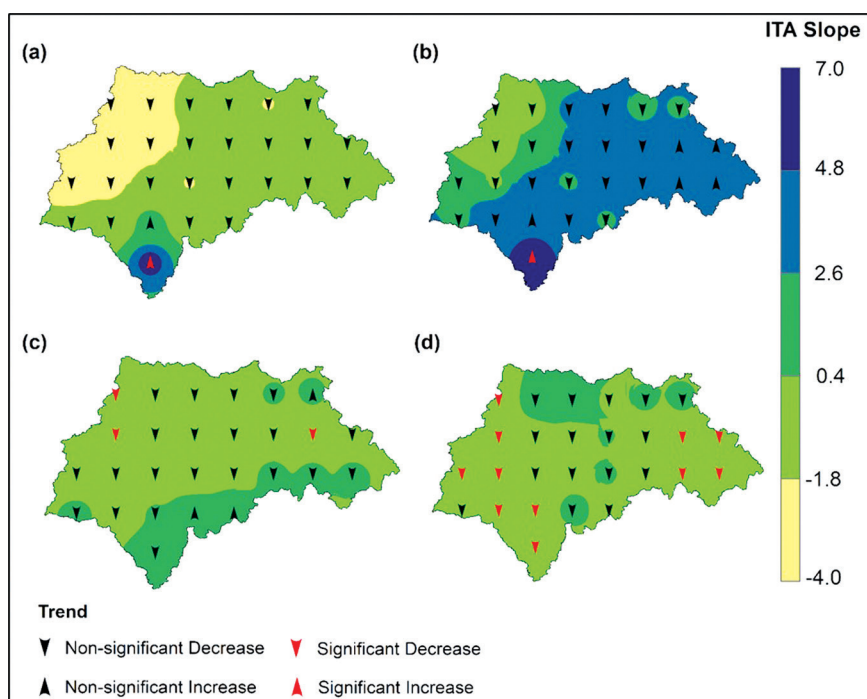 ITA Slope
(a)
(b)
7.0
4.8
2.6
0.4
-1.8
-4.0
(c)
(d)
Trend
Non-significant Decrease
Significant Decrease
Non-significant Increase
Significant Increase